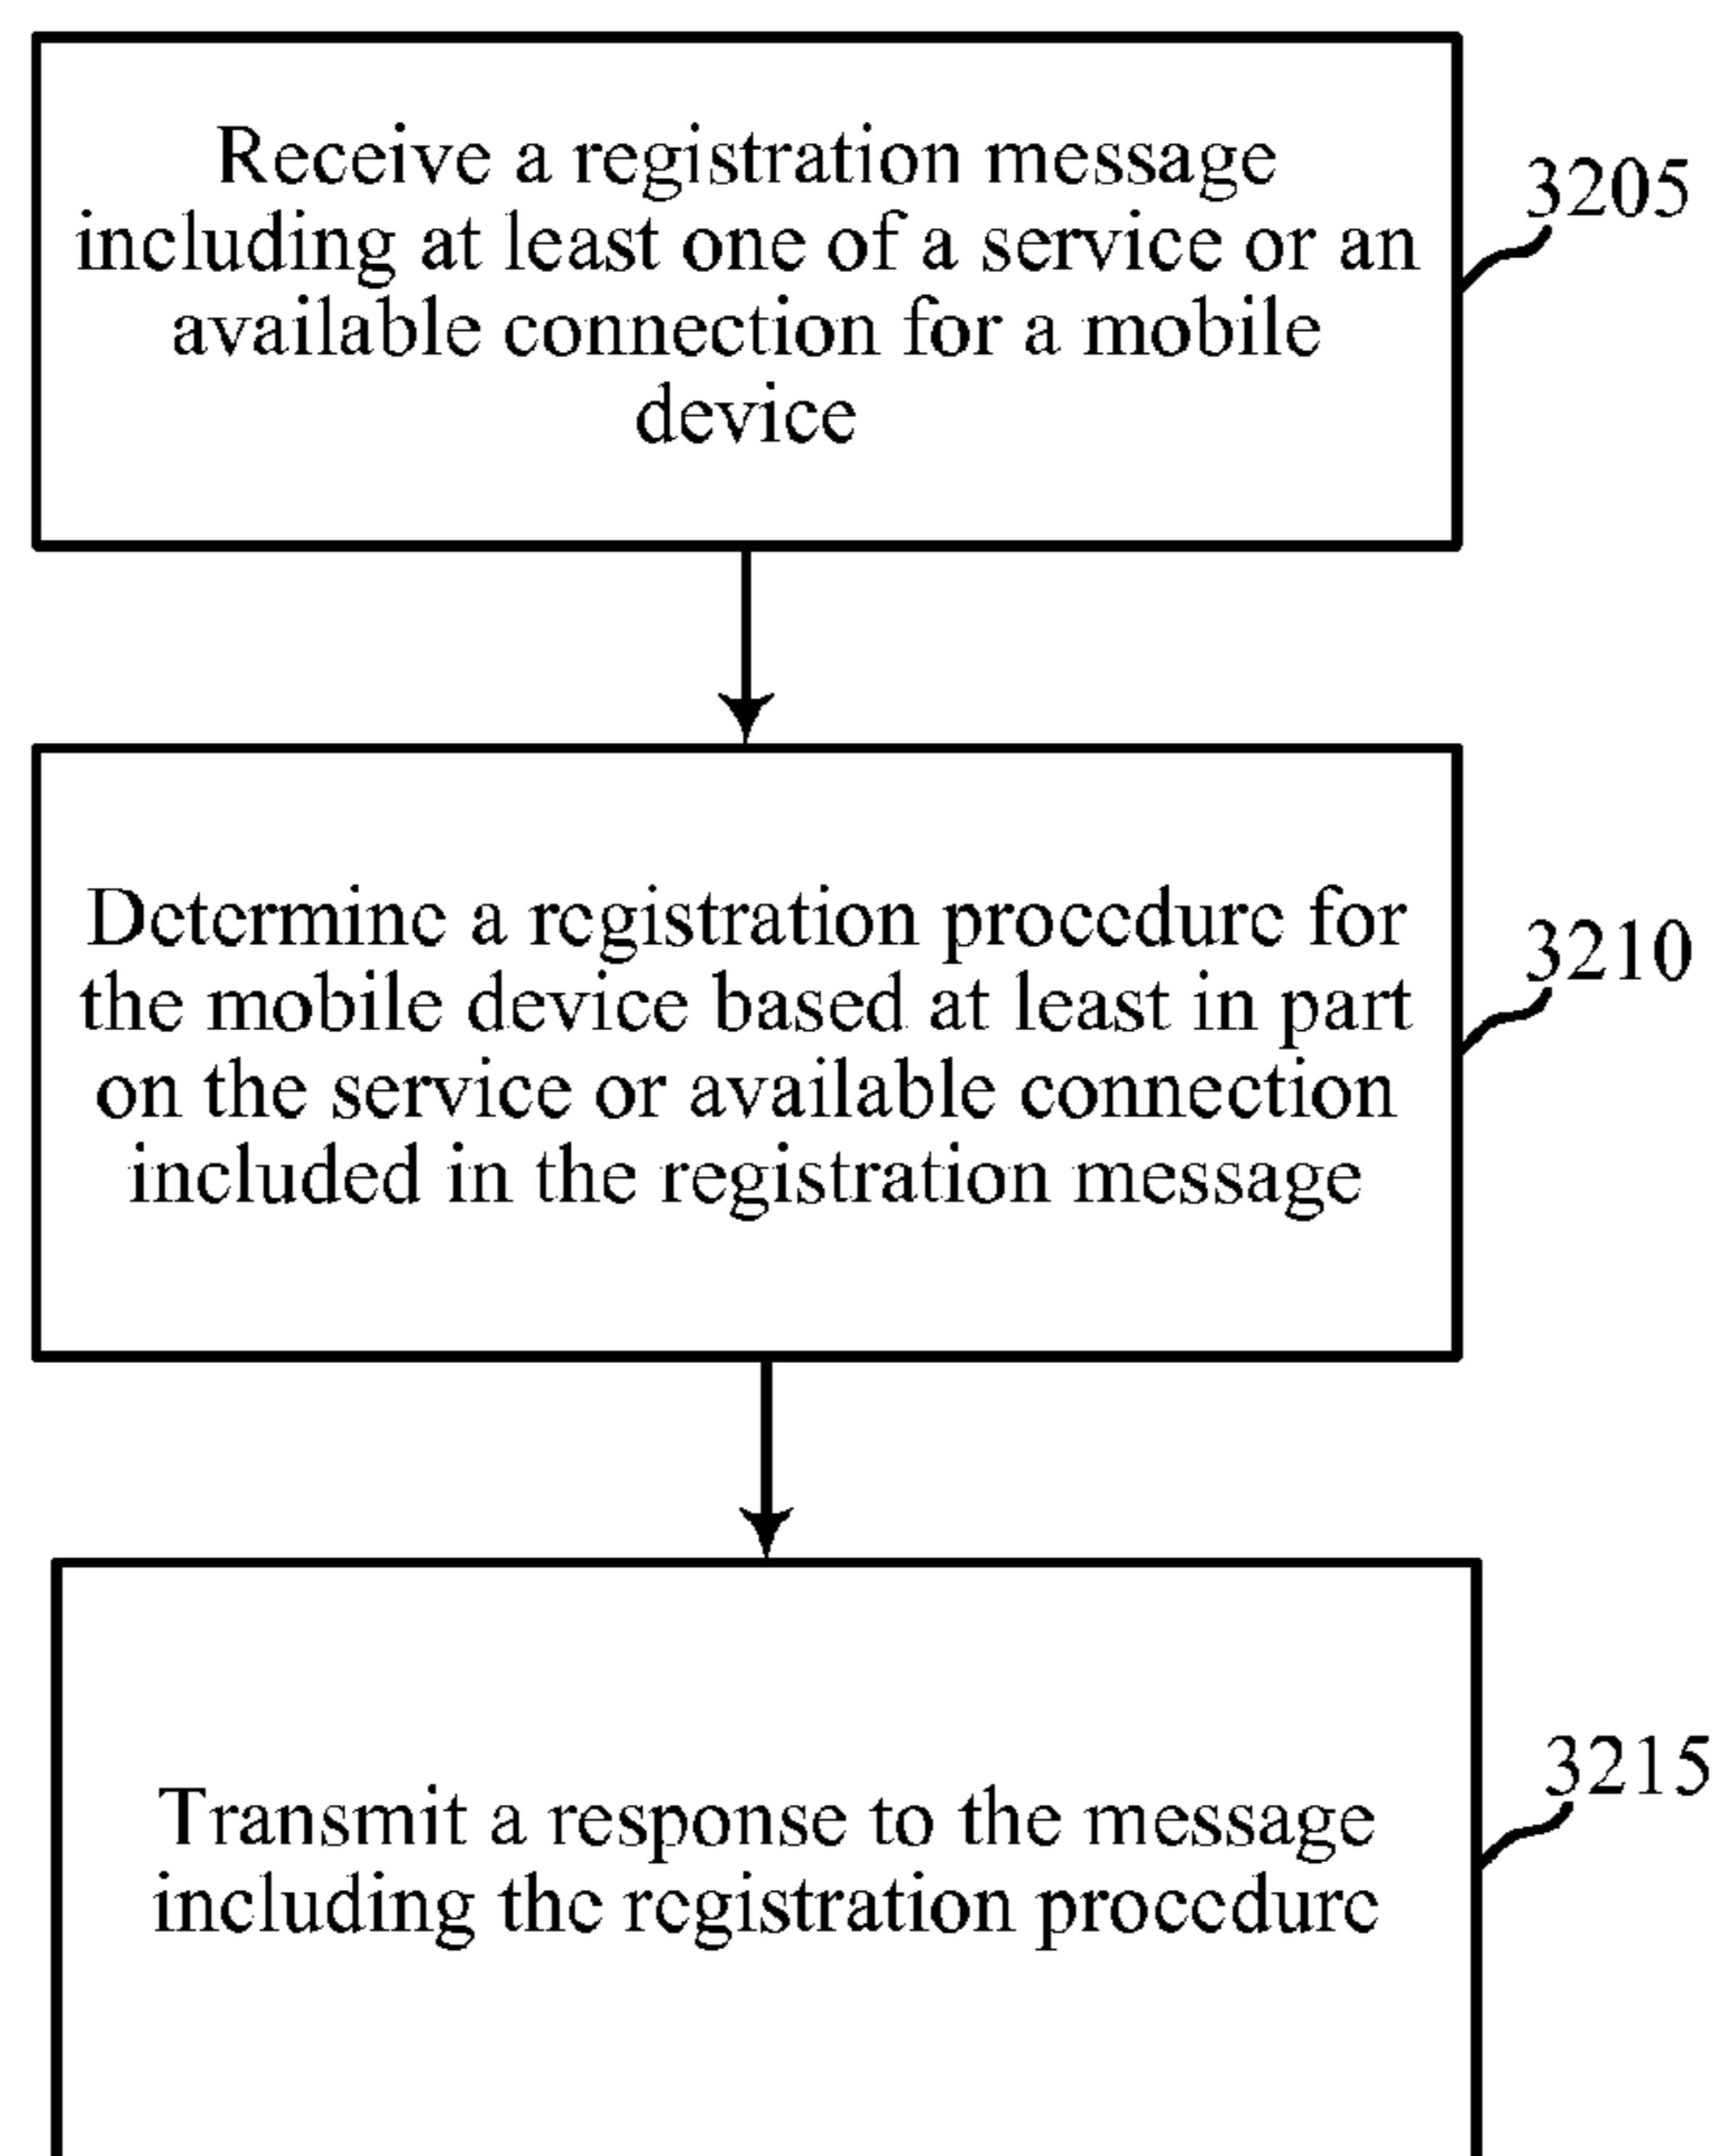 Receive a registration message
including at least one of a service or an
available connection for a mobile
device
3205
Determine a registration procedure for
the mobile device based at least in part
on the service or available connection
included in the registration message
3210
Transmit a response to the message
including the registration procedure
3215